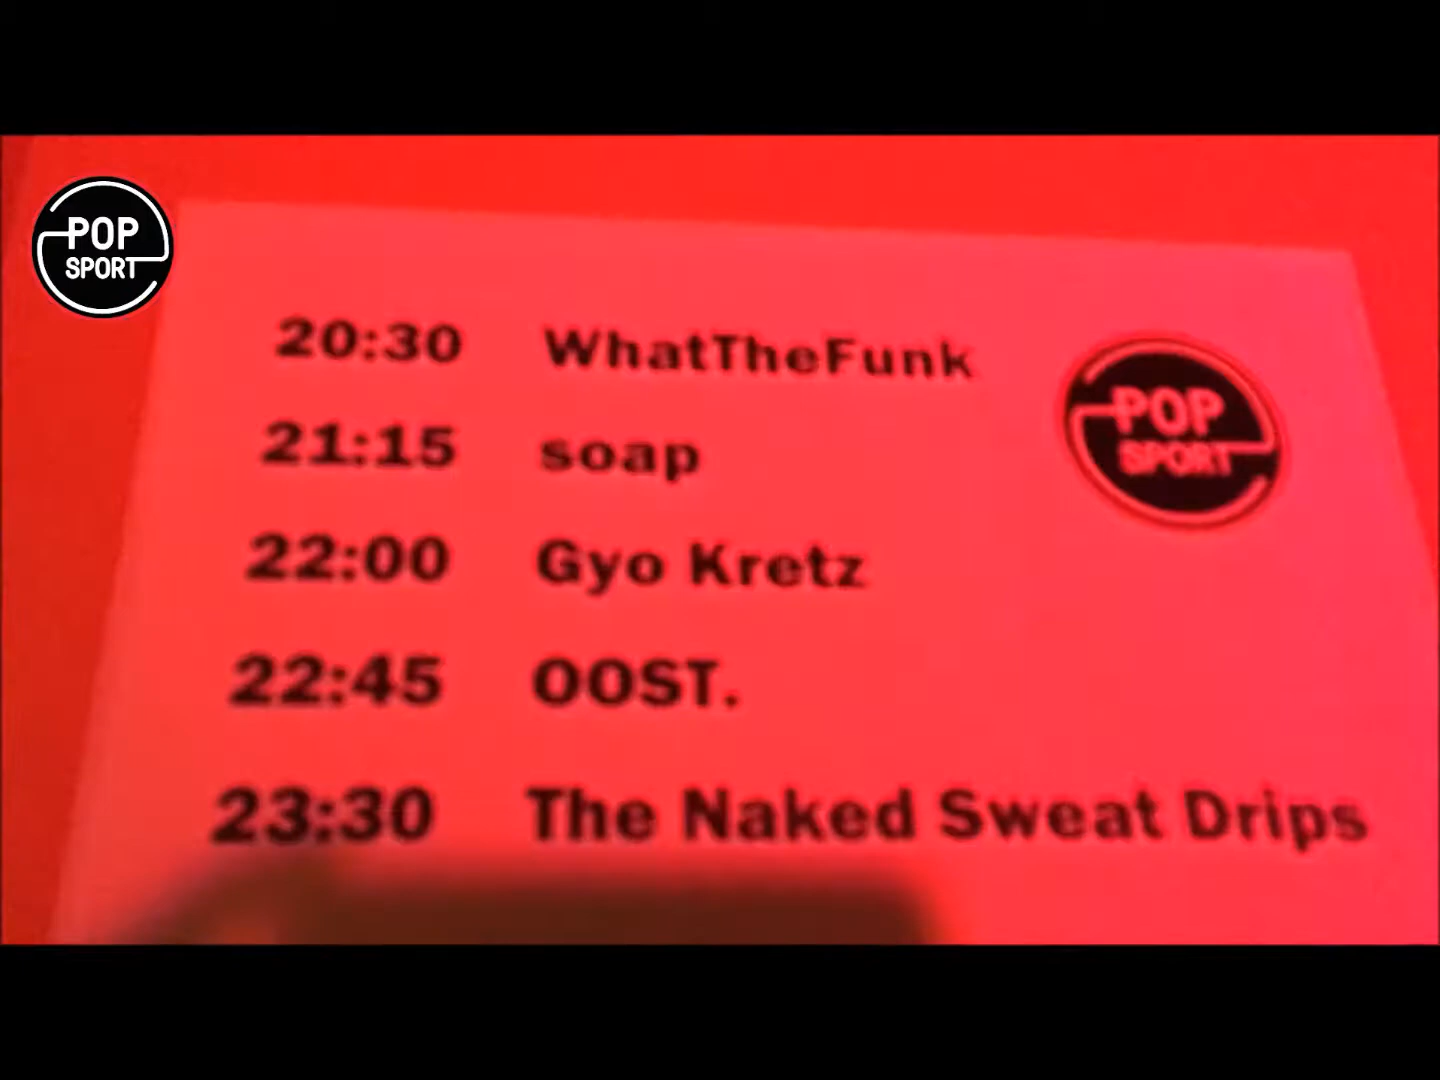 POP
SPORT
20:30 WhatTheFunk
POP
SPORT
21:15 soap
22:00 Gyo Kretz
22:45 OOST.
23:30 The Naked Sweat Drips